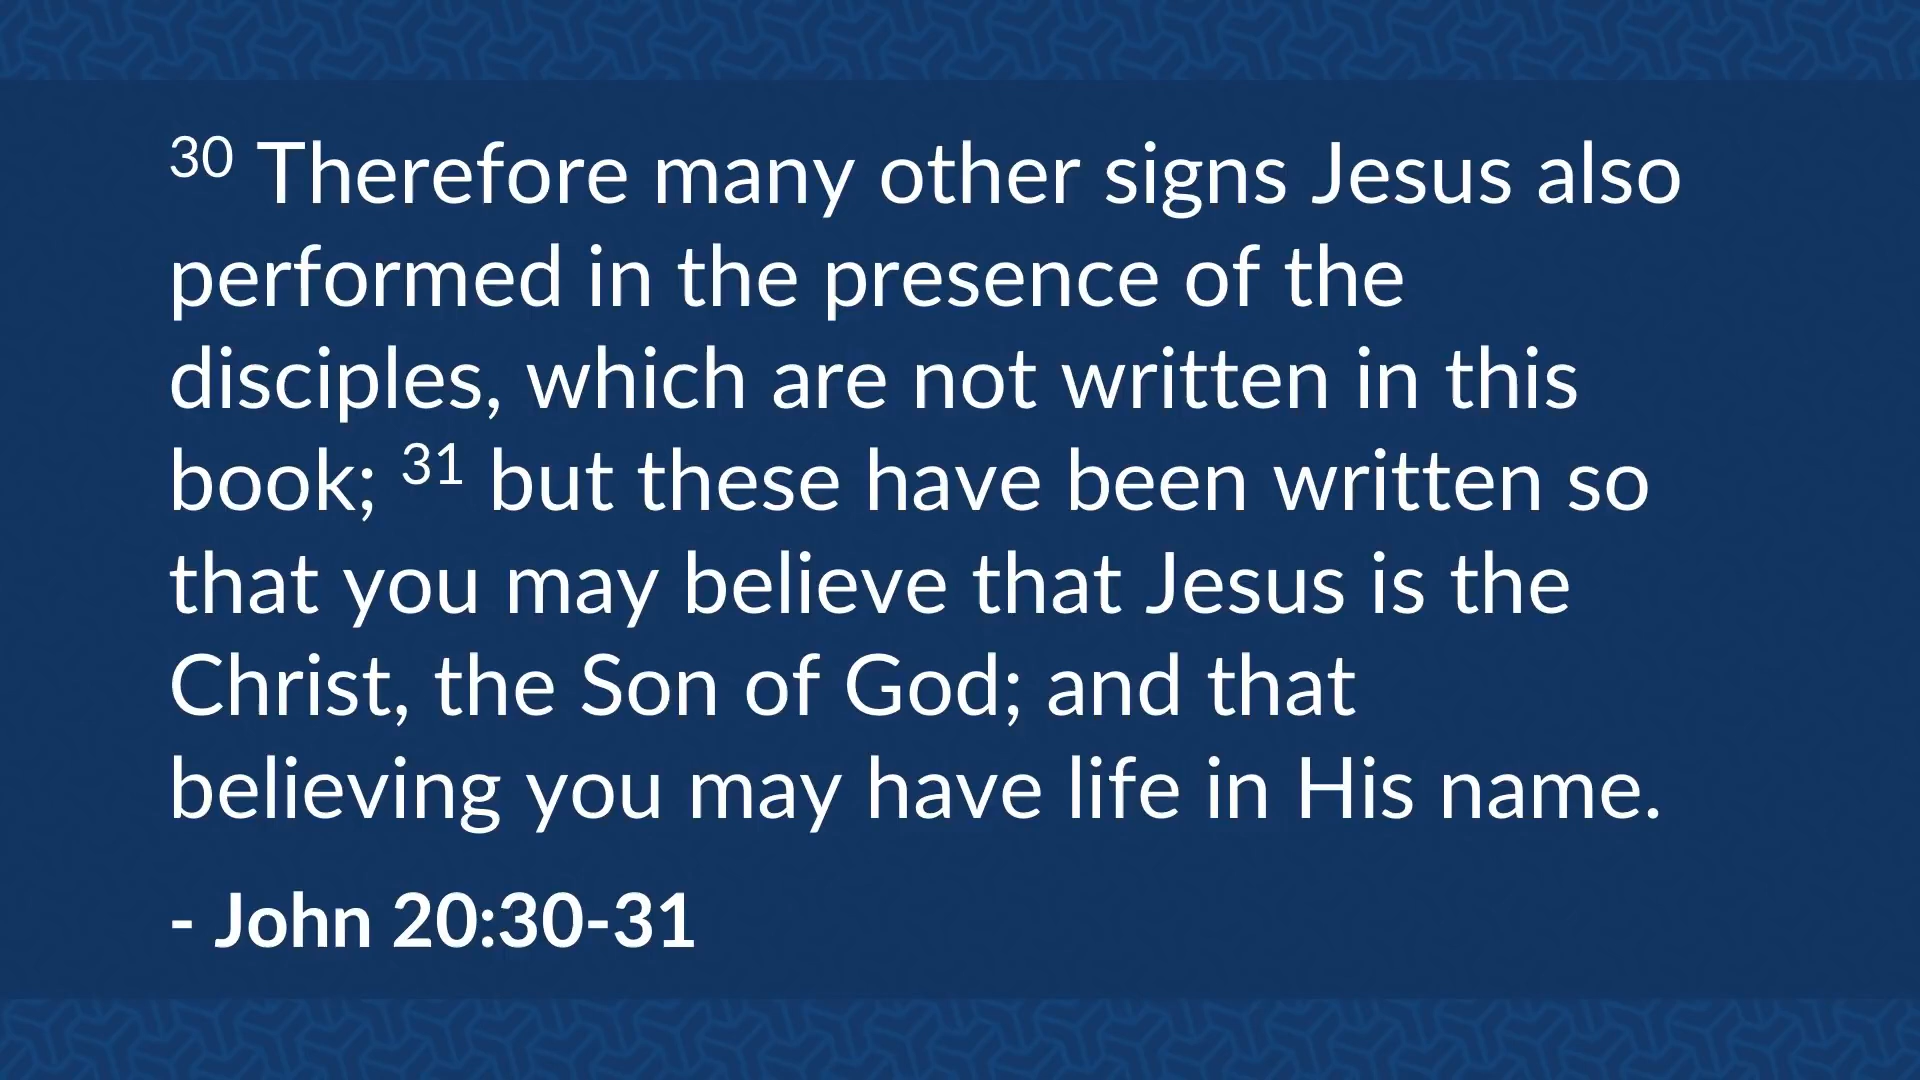 30 Therefore many other signs Jesus also
performed in the presence of the
disciples, which are not written in this
book; 31 but these have been written so
that you may believe that Jesus is the
Christ, the Son of God; and that
believing you may have life in His name.
- John 20:30-31